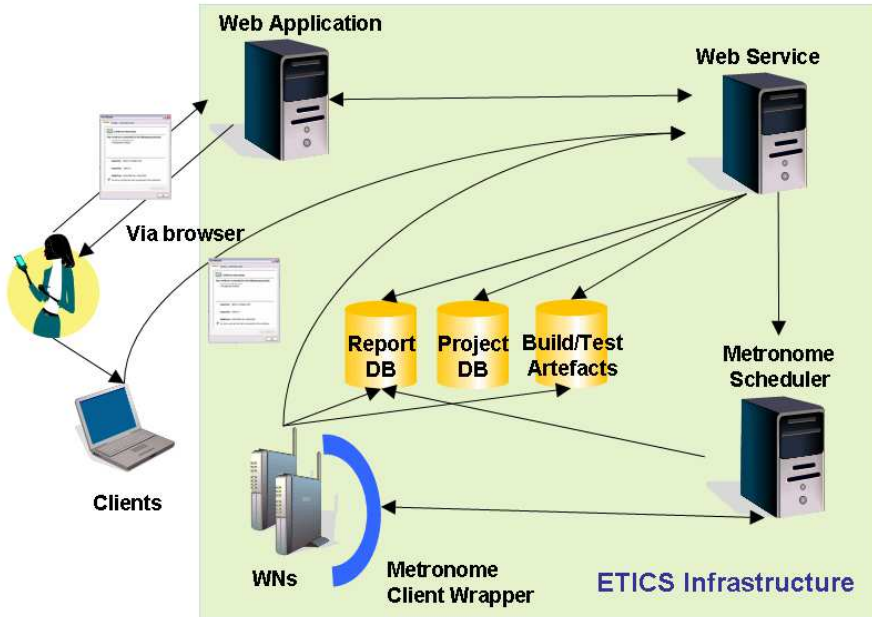 Web Application
Web Service
Via browser
Report
DB
Project
DB
Build/Test
Artefacts
Metronome
Scheduler
Clients
WNs
Metronome
Client Wrapper
ETICS Infrastructure